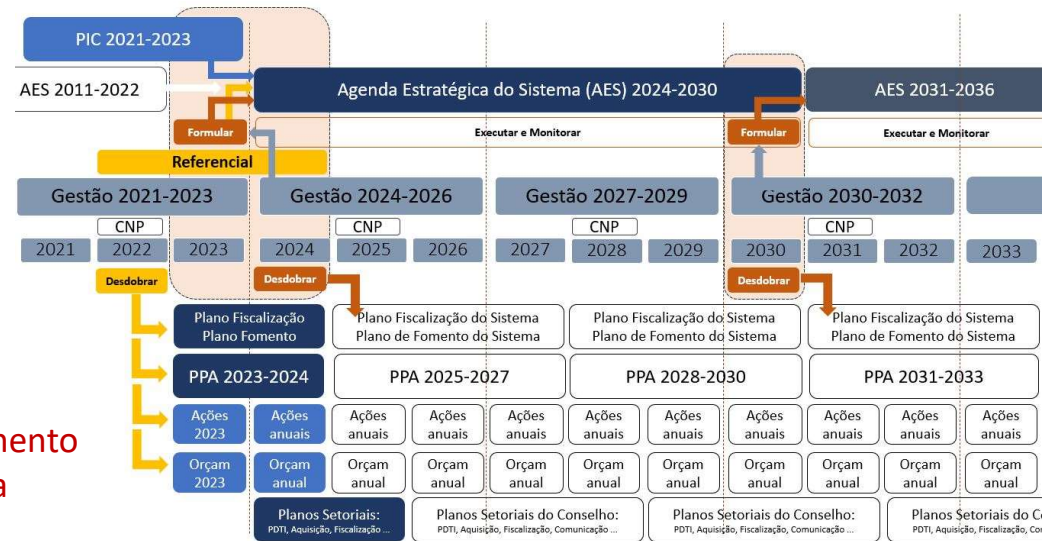 PIC 2021-2023
AES 2011-2022
Agenda Estratégica do Sistema (AES) 2024-2030
AES 2031-2036
Formular
Executar e Monitorar
Formular
Executar e Monitorar
Referencial
Gestão 2021-2023
Gestão 2024-2026
Gestão 2027-2029
Gestão 2030-2032
CNP
CNP
CNP
CNP
2021
2022
2023
2024
2025
2026
2027
2028
2029
2030
2031
2032
2033
Desdobrar
Desdobrar
Desdobrar
Plano Fiscalização
Plano Fomento
Plano Fiscalização do Sistema
Plano de Fomento do Sistema
Plano Fiscalização do Sistema
Plano de Fomento do Sistema
Plano Fiscalização do Sistema
Plano de Fomento do Sistema
PPA 2023-2024
PPA 2025-2027
PPA 2028-2030
PPA 2031-2033
mento
a
Ações
2023
Ações
anuais
Ações
anuais
Ações
anuais
Ações
anuais
Ações
anuais
Ações
anuais
Ações
anuais
Ações
anuais
Ações
anuais
Ações
anuais
Orçam
2023
Orçam
anual
Orçam
anual
Orçam
anual
Orçam
anual
Orçam
anual
Orçam
anual
Orçam
anual
Orçam
anual
Orçam
anual
Orçam
anual
Planos Setoriais:
PDTI, Aquisição, Fiscalização ...
Planos Setoriais do Conselho:
PDTI, Aquisição, Fiscalização, Comunicação ...
Planos Setoriais do Conselho:
PDTI, Aquisição, Fiscalização, Comunicação ...
Planos Setoriais do Co
PDTI, Aquisição, Fiscalização, Com